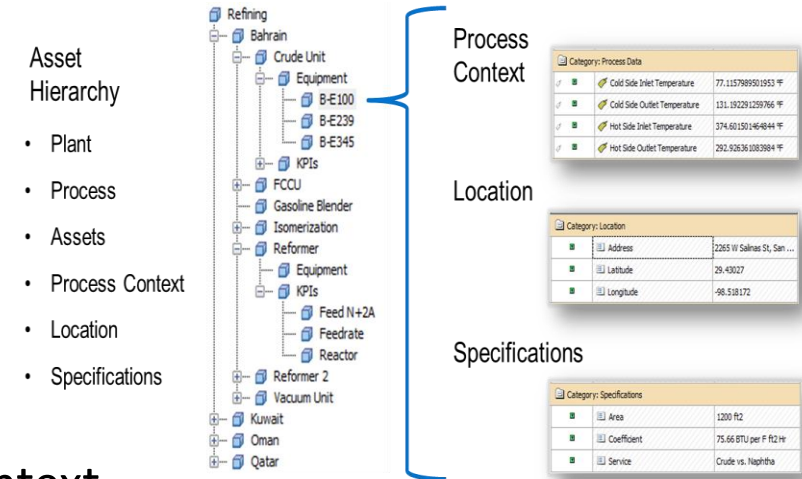 Asset
Hierarchy
• Plant
• Process
• Assets
• Process Context
• Location
• Specifications
Refining
Bahrain
Crude Unit
Equipment
B-E100
B-E239
B-E345
KPIs
FCCU
Gasoline Blender
Isomerization
Reformer
Equipment
KPIs
Feed N+2A
Feedrate
Reactor
Reformer 2
Vacuum Unit
Kuwait
Oman
Qatar
Process
Context
Category: Process Data
Cold Side Inlet Temperature 77.1157989501953 °F
Cold Side Outlet Temperature 131.192291259766 °F
Hot Side Inlet Temperature 374.601501464844 °F
Hot Side Outlet Temperature 292.926361083984 °F
Location
Category: Location
Address 2265 W Salinas St, San ...
Latitude 29.43027
Longitude -98.518172
Specifications
Category: Specifications
Area 1200 ft2
Coefficient 75.66 BTU per F ft2 Hr
Service Crude vs. Naphtha